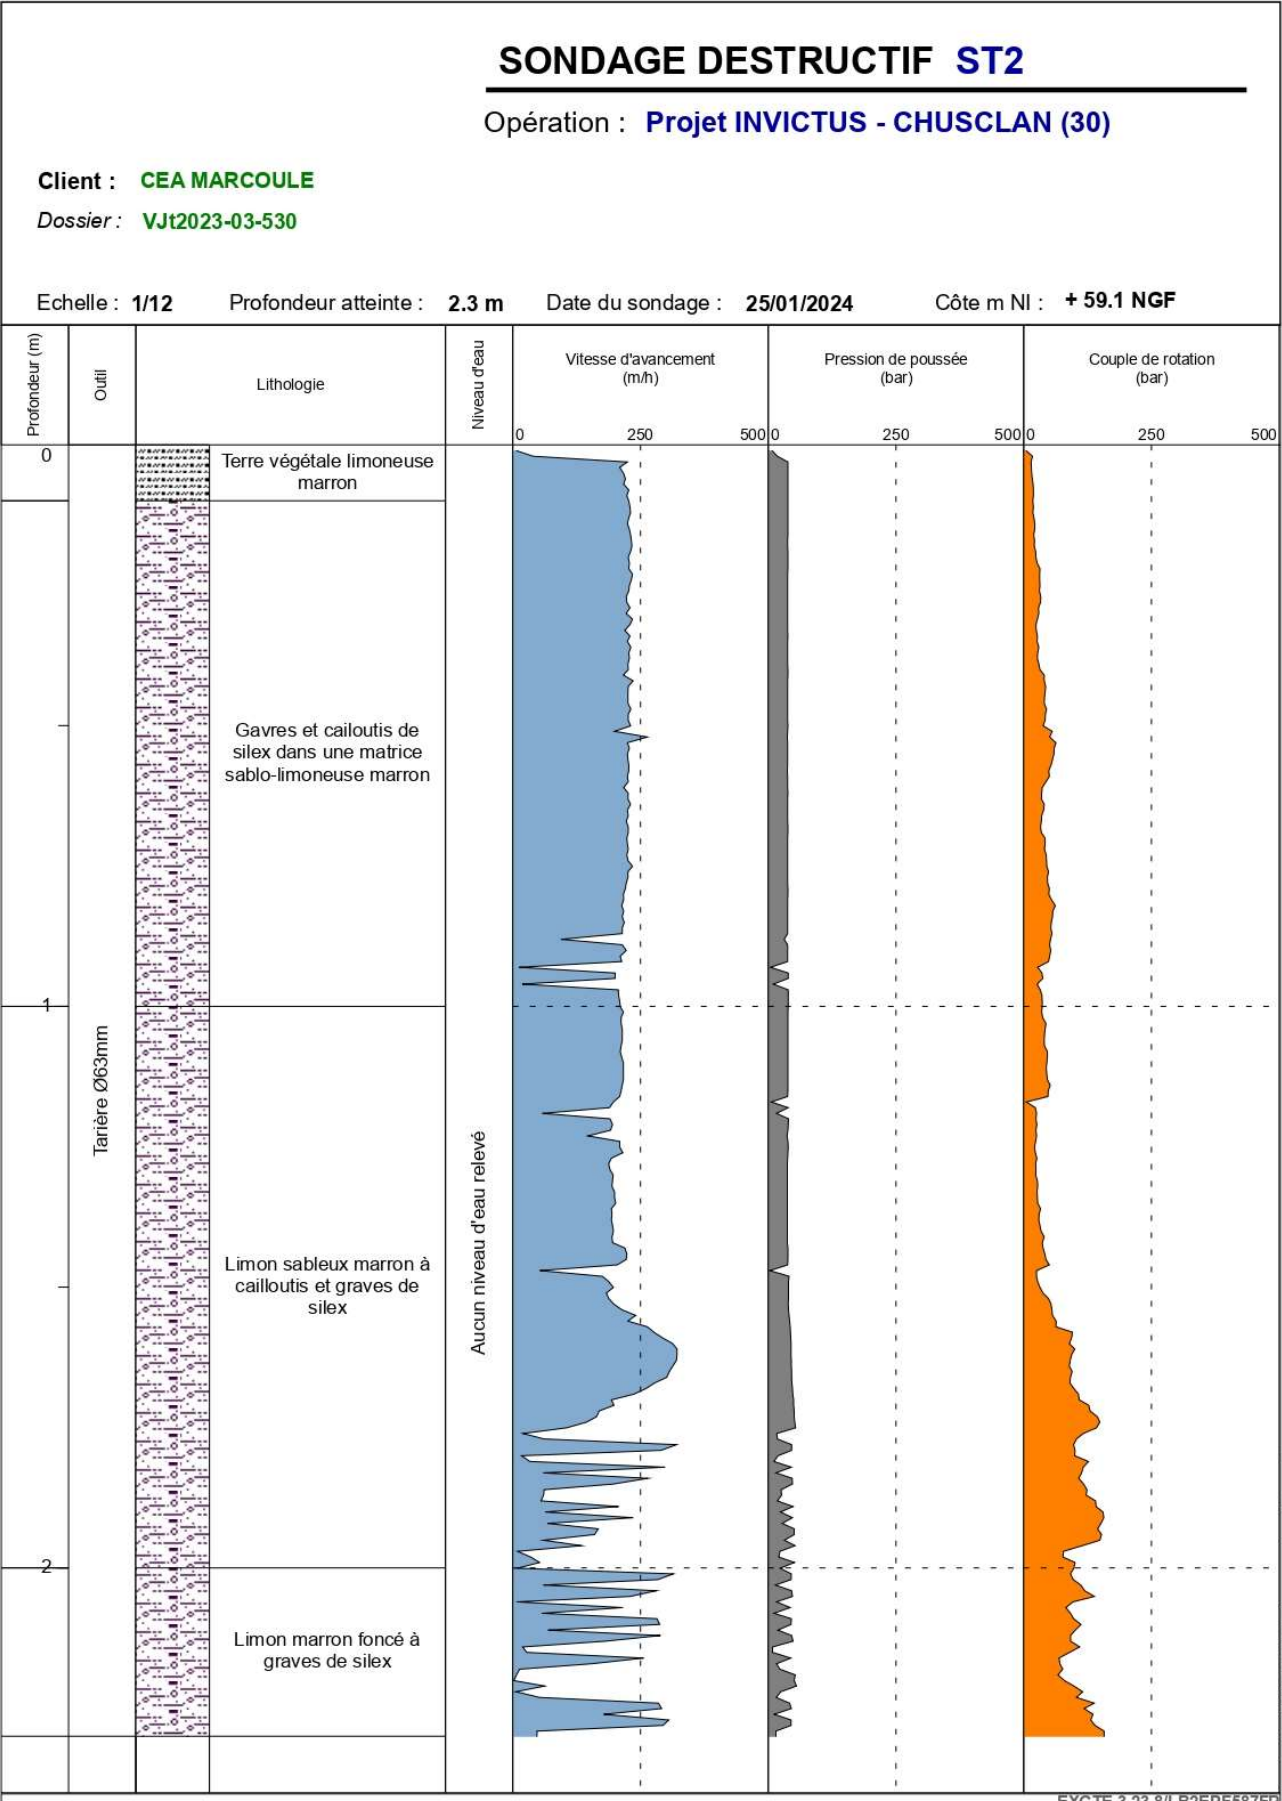 SONDAGE DESTRUCTIF ST2
Opération : Projet INVICTUS - CHUSCLAN (30)
Client : CEA MARCOULE
Dossier : VJt2023-03-530
Echelle : 1/12 Profondeur atteinte : 2.3 m Date du sondage : 25/01/2024 Côte m NI : + 59.1 NGF
Profondeur (m)
Outil
Lithologie
Niveau d'eau
Vitesse d'avancement
(m/h)
Pression de poussée
(bar)
Couple de rotation
(bar)
0 250 500 0 250 500 0 250 500
0
Terre végétale limoneuse
marron
Gavres et cailoutis de
silex dans une matrice
sablo-limoneuse marron
1
Tarière Ø63mm
Aucun niveau d'eau relevé
Limon sableux marron à
cailloutis et graves de
silex
2
Limon marron foncé à
graves de silex